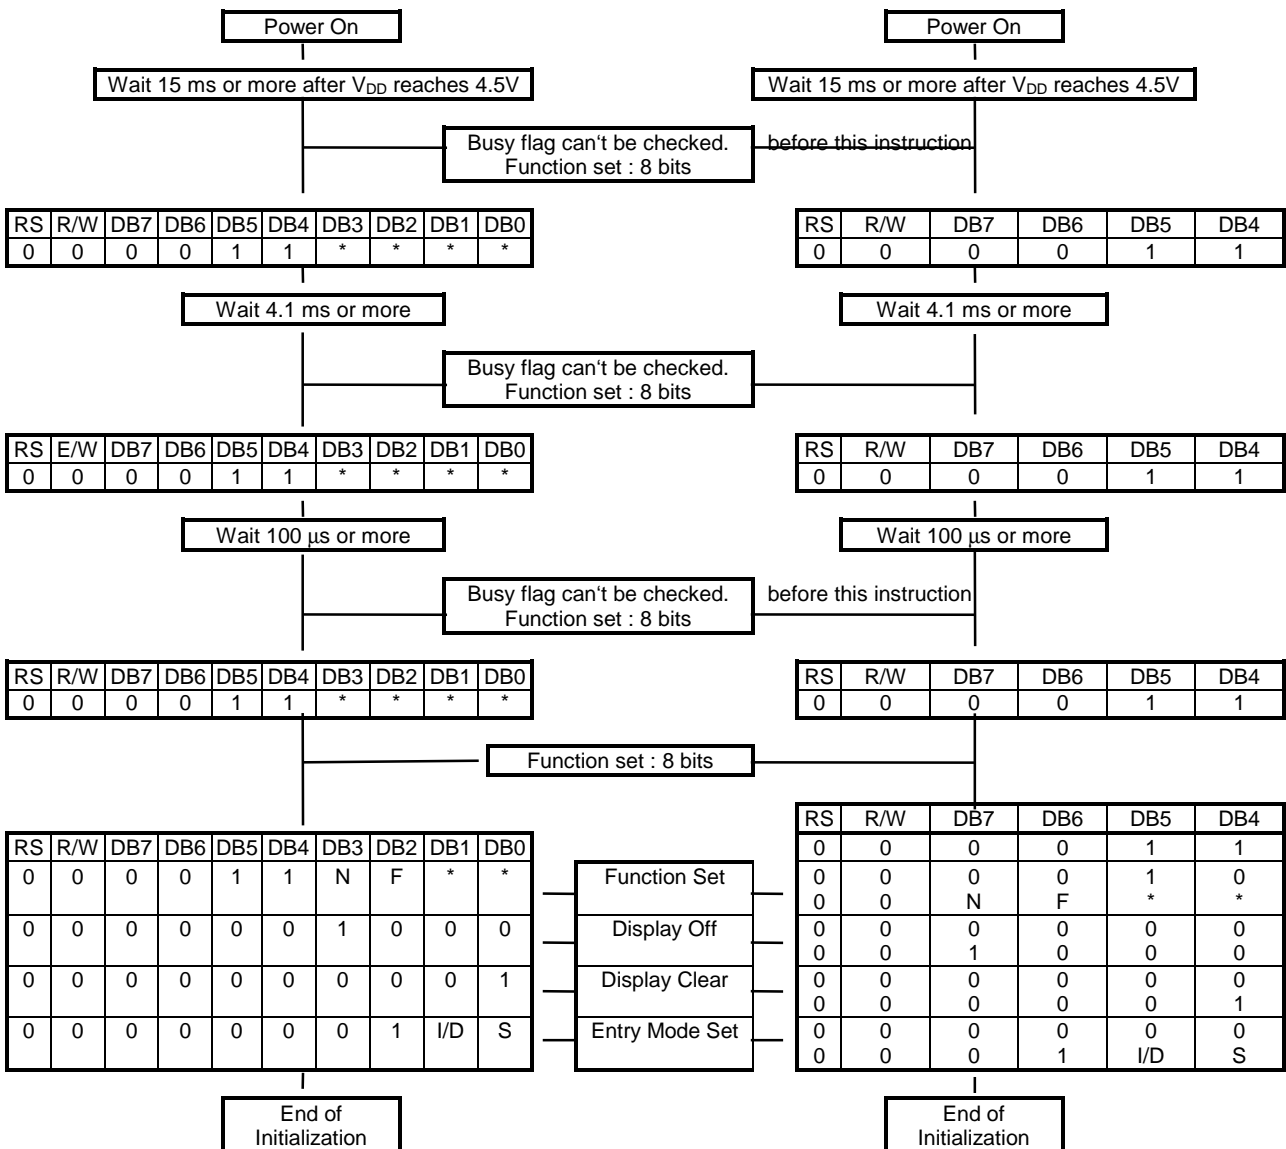 Power On Power On
Wait 15 ms or more after VDD reaches 4.5V Wait 15 ms or more after VDD reaches 4.5V
Busy flag can‘t be checked. before this instruction
Function set : 8 bits
RS R/W DB7 DB6 DB5 DB4 DB3 DB2 DB1 DB0 RS R/W DB7 DB6 DB5 DB4
0 0 0 0 1 1 * * * * 0 0 0 0 1 1
Wait 4.1 ms or more Wait 4.1 ms or more
Busy flag can‘t be checked.
Function set : 8 bits
RS E/W DB7 DB6 DB5 DB4 DB3 DB2 DB1 DB0 RS R/W DB7 DB6 DB5 DB4
0 0 0 0 1 1 * * * * 0 0 0 0 1 1
Wait 100 μs or more Wait 100 μs or more
Busy flag can‘t be checked. before this instruction
Function set : 8 bits
RS R/W DB7 DB6 DB5 DB4 DB3 DB2 DB1 DB0 RS R/W DB7 DB6 DB5 DB4
0 0 0 0 1 1 * * * * 0 0 0 0 1 1
Function set : 8 bits
RS R/W DB7 DB6 DB5 DB4
RS R/W DB7 DB6 DB5 DB4 DB3 DB2 DB1 DB0 0 0 0 0 1 1
0 0 0 0 1 1 N F * * Function Set 0 0 0 0 1 0
0 0 N F * *
0 0 0 0 0 0 1 0 0 0 Display Off 0 0 0 0 0 0
0 0 1 0 0 0
0 0 0 0 0 0 0 0 0 1 Display Clear 0 0 0 0 0 0
0 0 0 0 0 1
0 0 0 0 0 0 0 1 I/D S Entry Mode Set 0 0 0 0 0 0
0 0 0 1 I/D S
End of End of
Initialization Initialization